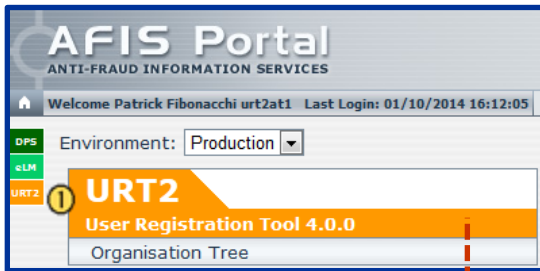 AFIS Portal
ANTI-FRAUD INFORMATION SERVICES
Welcome Patrick Fibonacchi urt2at1 Last Login: 01/10/2014 16:12:05
DPS
Environment: Production
eLM
URT2
1
URT2
User Registration Tool 4.0.0
Organisation Tree